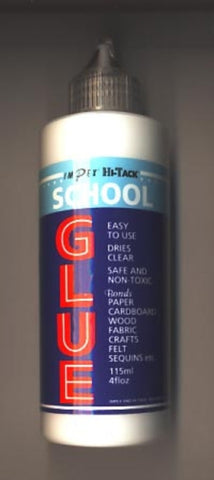 HI-TACK
SCHOOL
GLUE
EASY
TO USE
DRIES
CLEAR
SAFE AND
NON-TOXIC
Bonds
PAPER
CARDBOARD
WOOD
FABRIC
CRAFTS
FELT
SEQUINS etc.
115ml
4floz